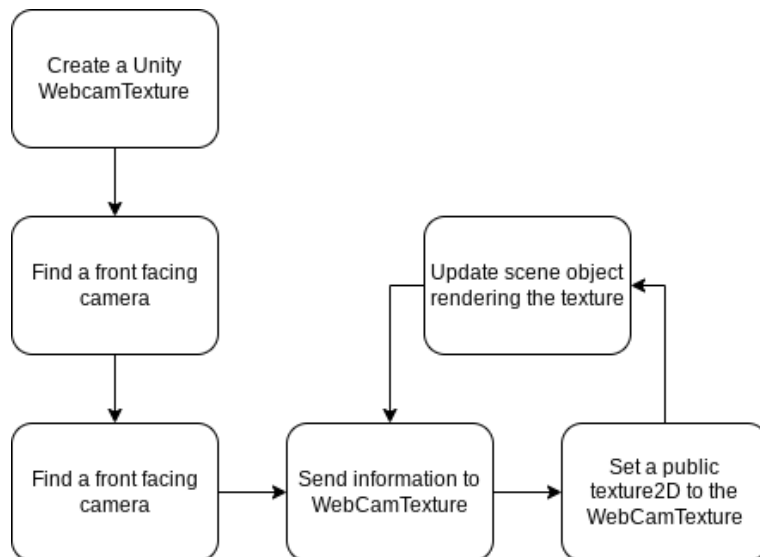 Create a Unity
WebcamTexture
Find a front facing
camera
Update scene object
rendering the texture
Find a front facing
camera
Send information to
WebCamTexture
Set a public
texture2D to the
WebCamTexture